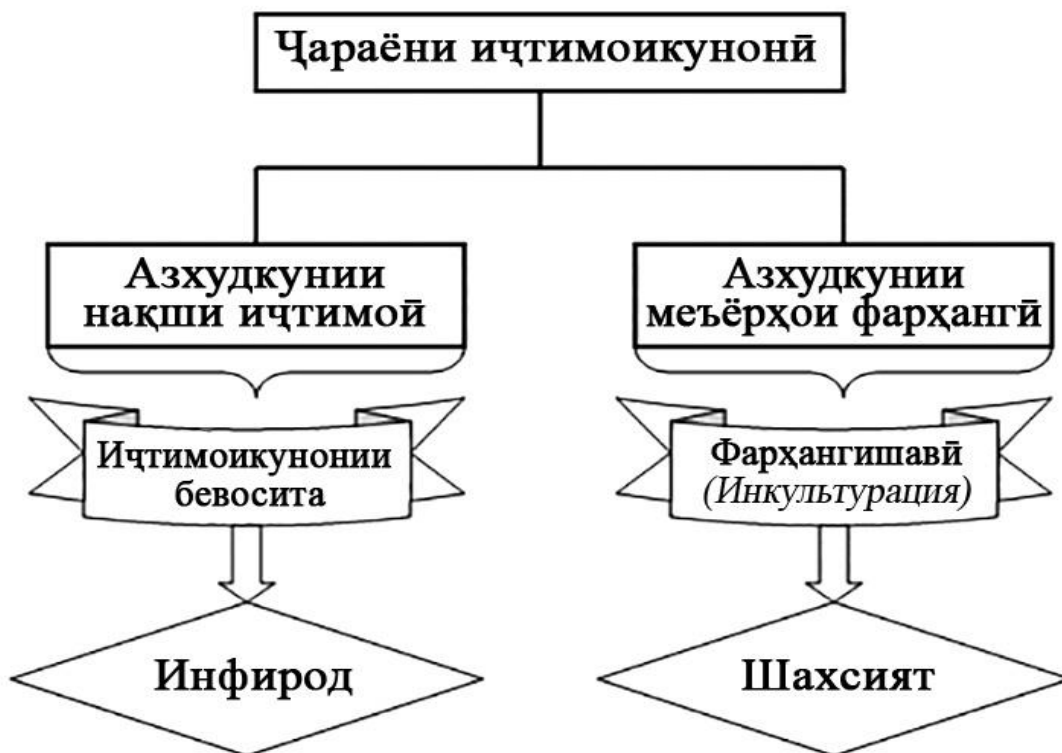 Ҷараёни иҷтимоикунонӣ
Азхудкунии
нақши иҷтимоӣ
Азхудкунии
меъёрҳои фарҳангӣ
Иҷтимоикунонии
бевосита
Фарҳангишавӣ
(Инкультурация)
Инфирод
Шахсият